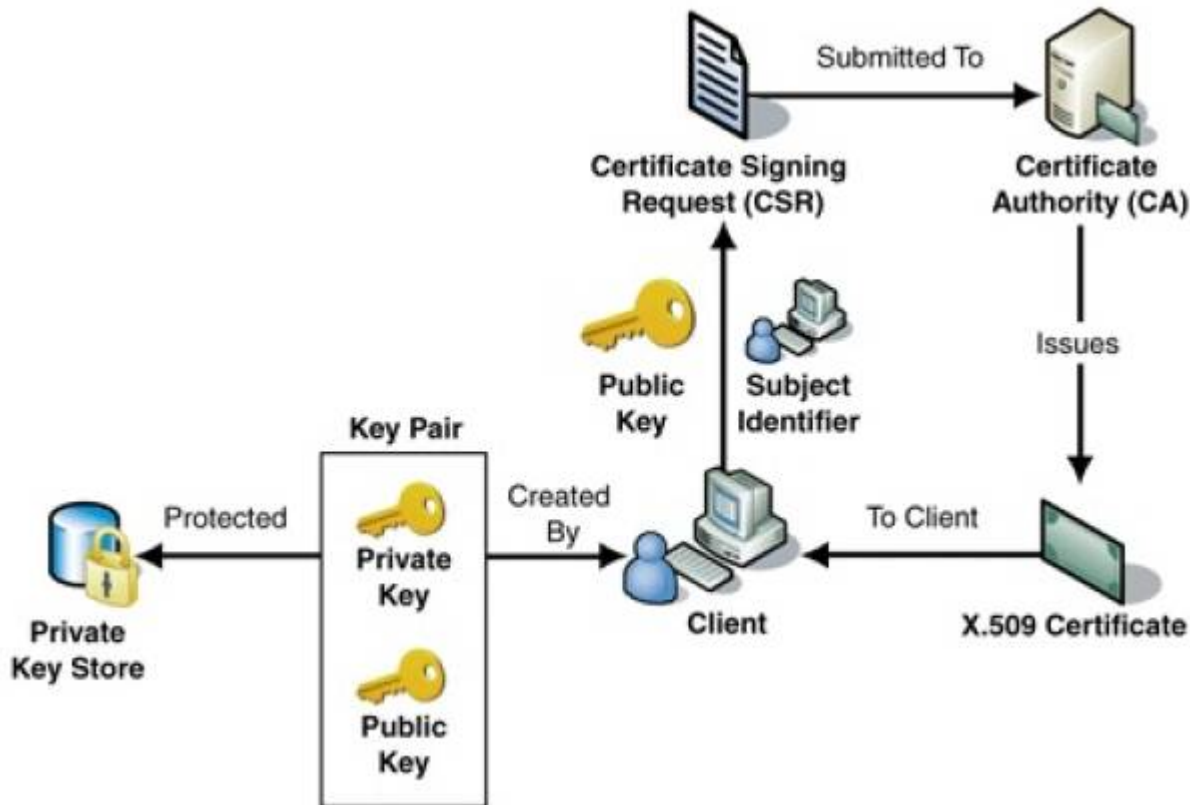 Submitted To
Certificate Signing
Request (CSR)
Certificate
Authority (CA)
Public
Key
Subject
Identifier
Issues
Key Pair
Protected
Private
Key
Created
By
To Client
Private
Key Store
Client
X.509 Certificate
Public
Key